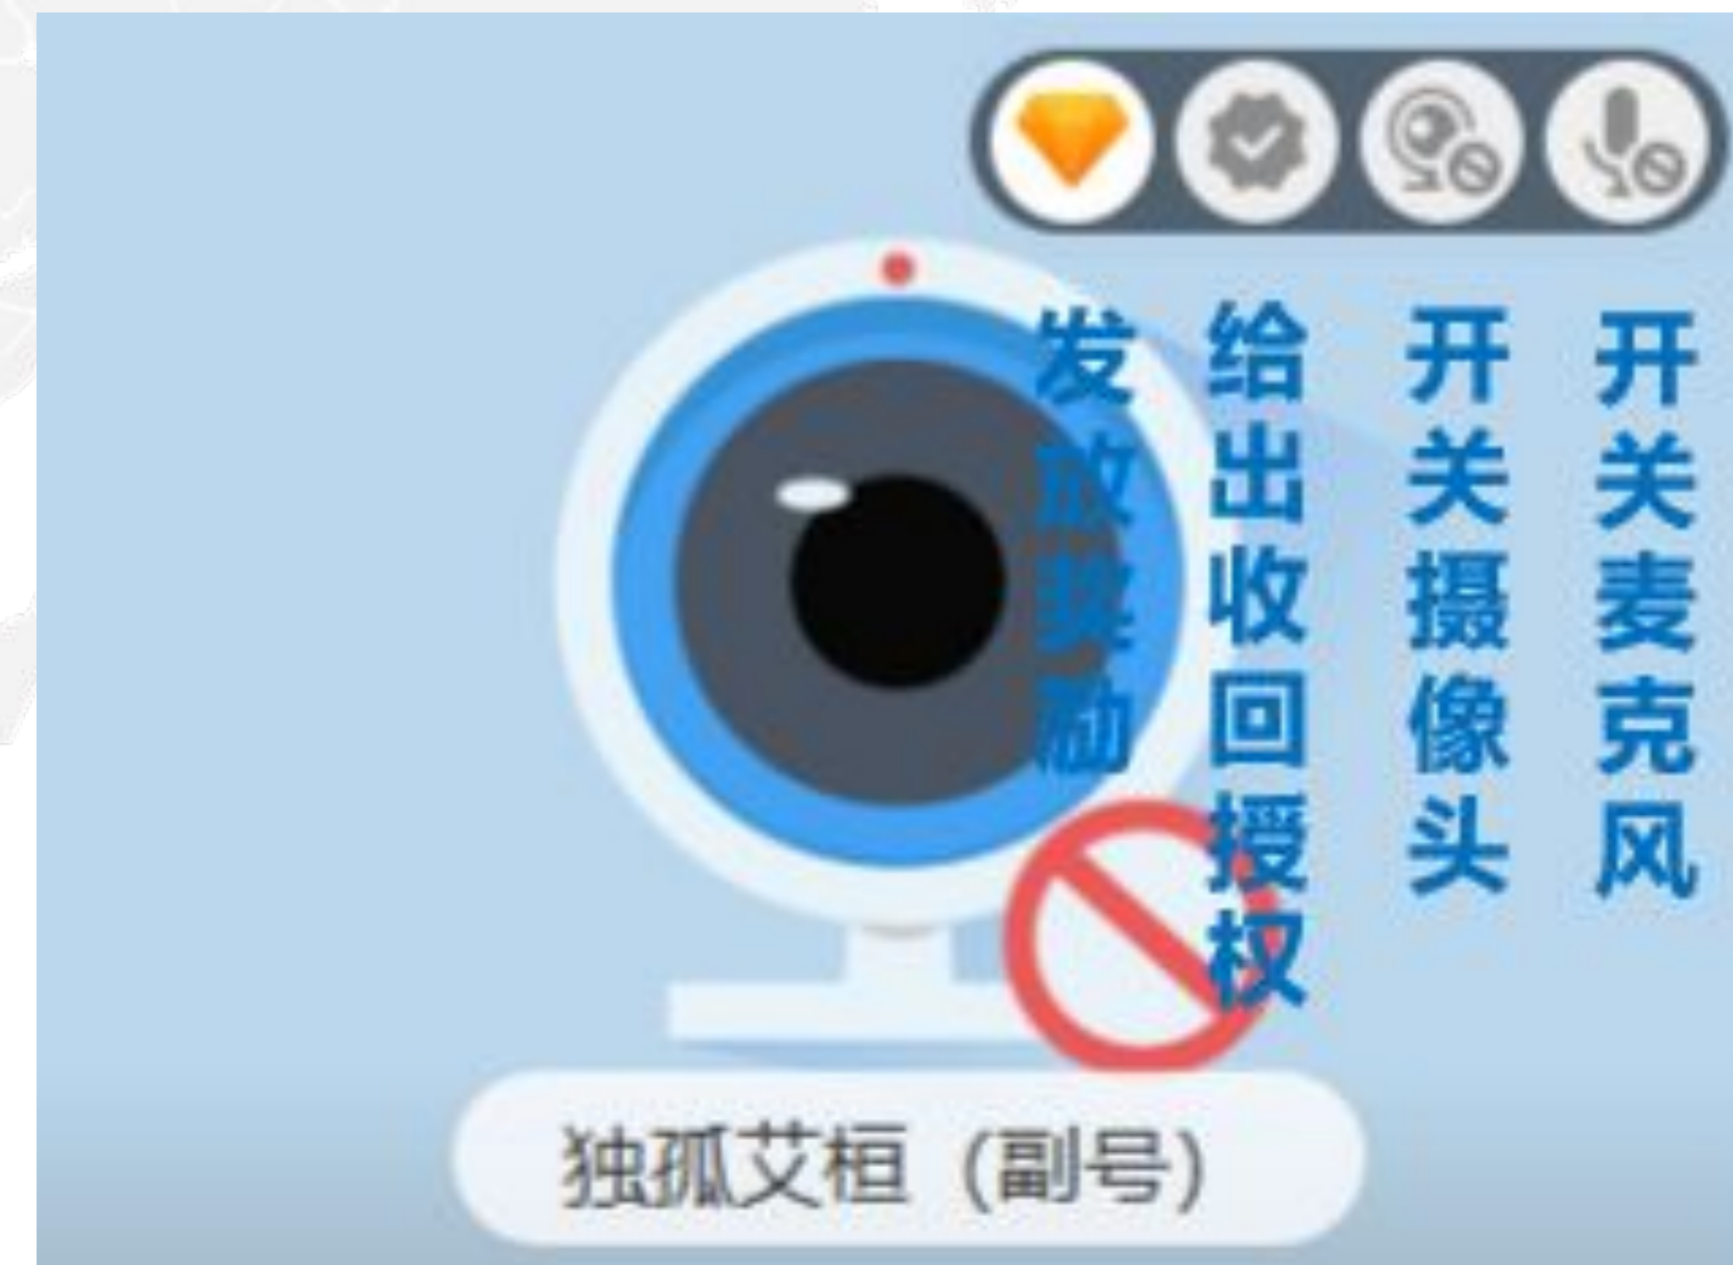 发放奖励
给出收回授权
开关摄像头
开关麦克风
独孤艾桓（副号）